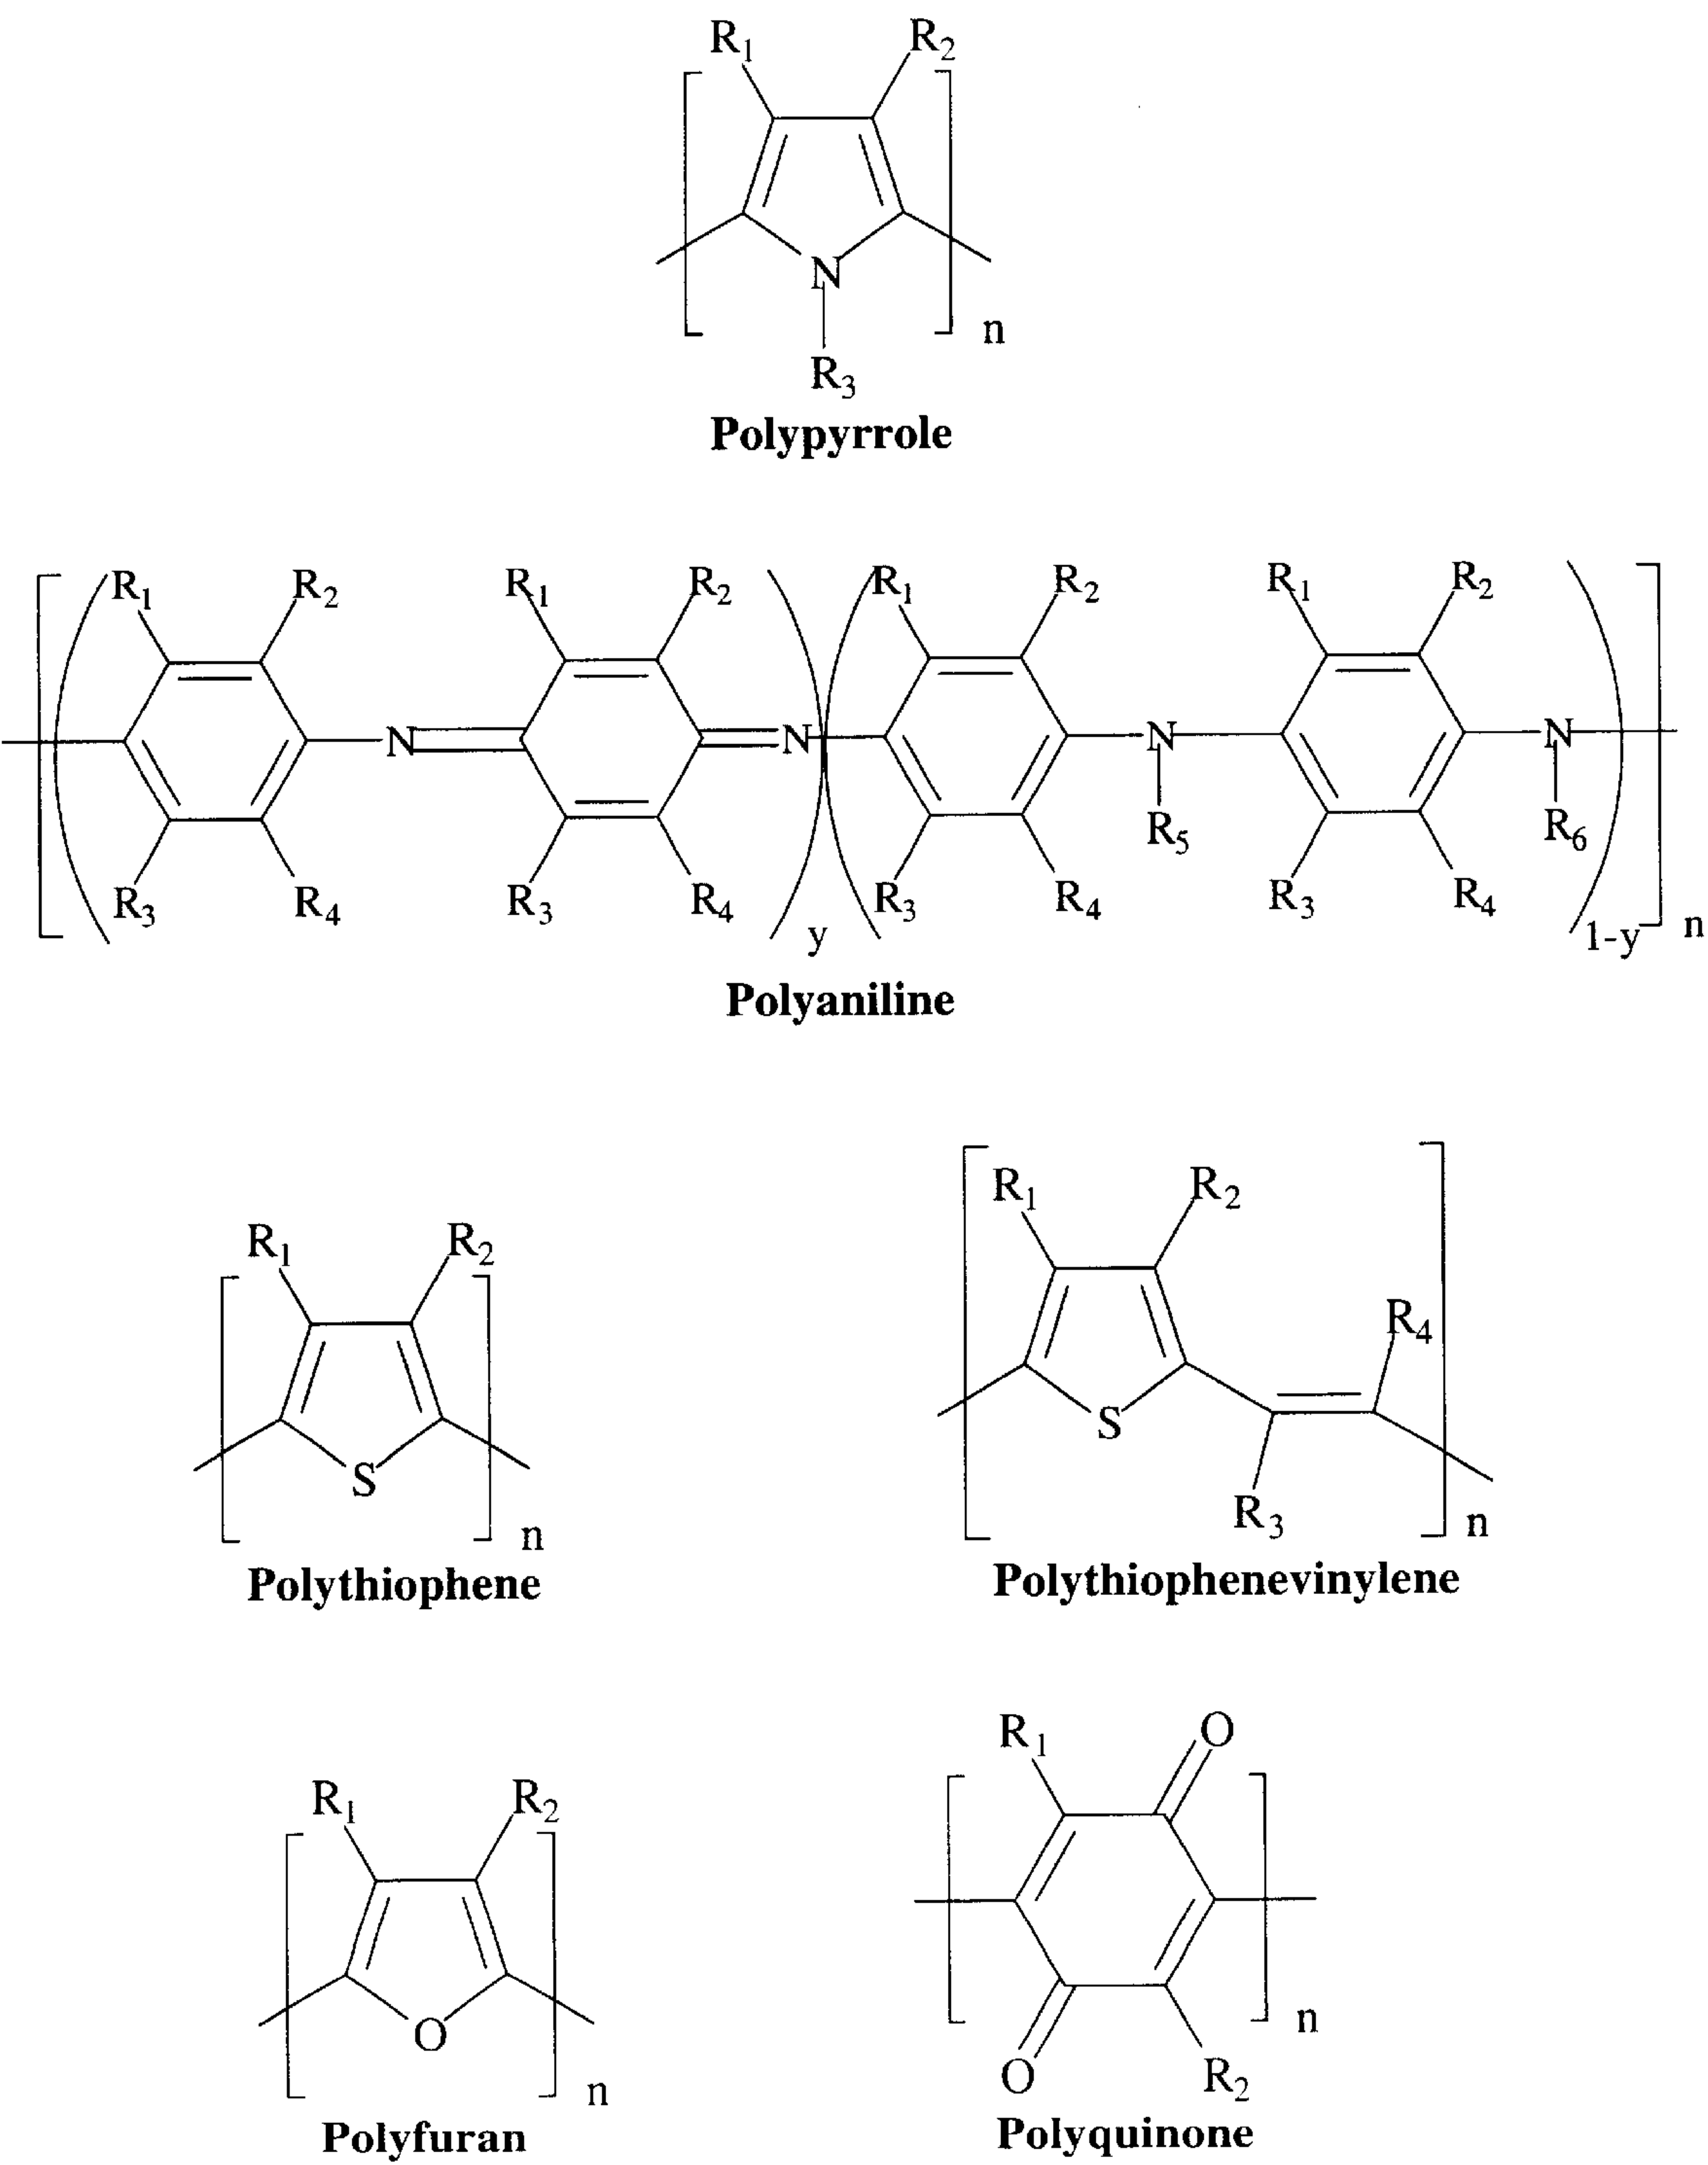 R1 R2
N
n
R3
Polypyrrole
R1 R2 R1 R2 R1 R2 R1 R2
N N N N
R5 R6
R3 R4 R3 R4 R3 R4 R3 R4
y 1-y n
Polyaniline
R1 R2
S
n
Polythiophene
R1 R2
R4
S
R3
n
Polythiophenevinylene
R1 R2
O
n
Polyfuran
R1 O
n
O R2
Polyquinone